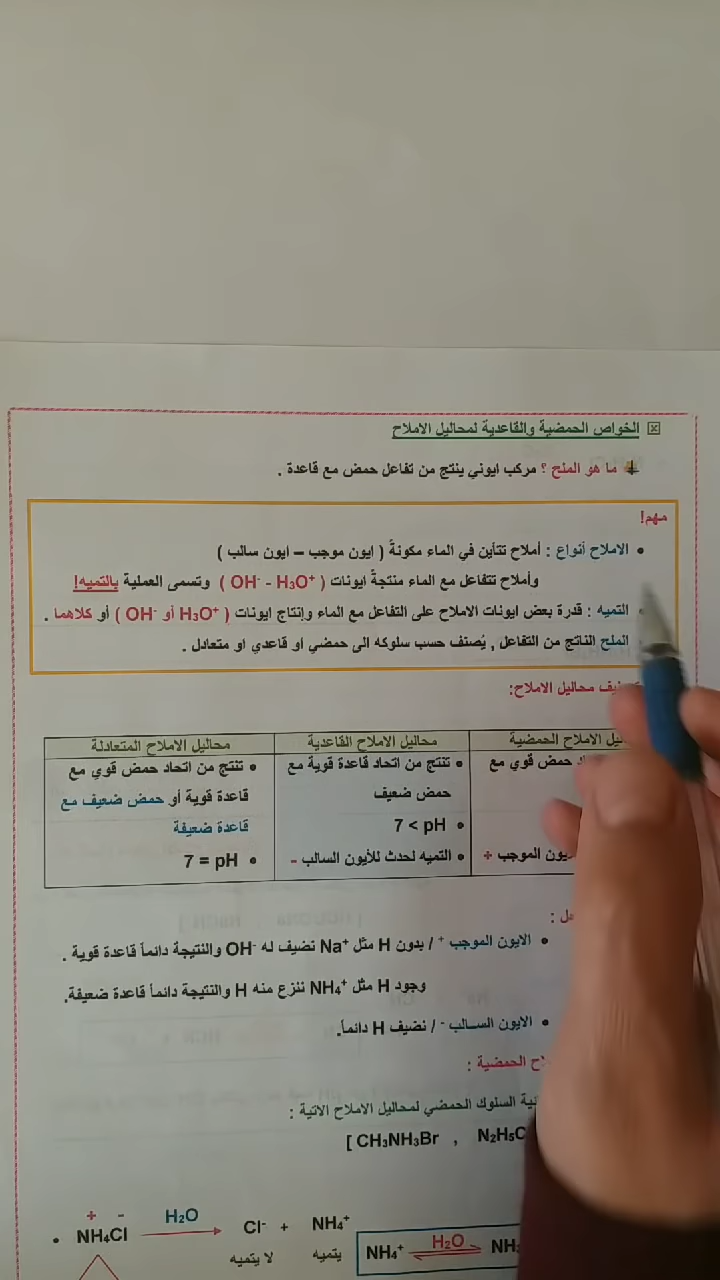 الخواص الحمضية والقاعدية لمحاليل الاملاح
ما هو الملح ؟ مركب ايوني ينتج من تفاعل حمض مع قاعدة .
مهم!
• الاملاح أنواع : أملاح تتأين في الماء مكونةً ( ايون موجب – ايون سالب )
وأملاح تتفاعل مع الماء منتجةً ايونات ( OH⁻ - H₃O⁺ ) وتسمى العملية بالتميه!
• التميه : قدرة بعض ايونات الاملاح على التفاعل مع الماء وإنتاج ايونات ( H₃O⁺ أو OH⁻ ) أو كلاهما .
الملح الناتج من التفاعل , يُصنف حسب سلوكه الى حمضي أو قاعدي او متعادل .
محاليل الاملاح:
الاملاح الحمضية
حمض قوي مع
الموجب +
محاليل الاملاح القاعدية
• تنتج من اتحاد قاعدة قوية مع
حمض ضعيف
• 7 < pH
• التميه تحدث للأيون السالب -
محاليل الاملاح المتعادلة
• تنتج من اتحاد حمض قوي مع
قاعدة قوية أو حمض ضعيف مع
قاعدة ضعيفة
• 7 = pH
• الايون الموجب ⁺ / بدون H مثل Na⁺ نضيف له OH⁻ والنتيجة دائماً قاعدة قوية .
وجود H مثل NH₄⁺ ننزع منه H والنتيجة دائماً قاعدة ضعيفة.
• الايون السالب ⁻ / نضيف H دائماً.
الحمضية :
السلوك الحمضي لمحاليل الاملاح الاتية :
[ CH₃NH₃Br , N₂H₅C
• NH₄Cl H₂O → Cl⁻ + NH₄⁺
+ -
لا يتميه يتميه
NH₄⁺ H₂O ⇌ NH